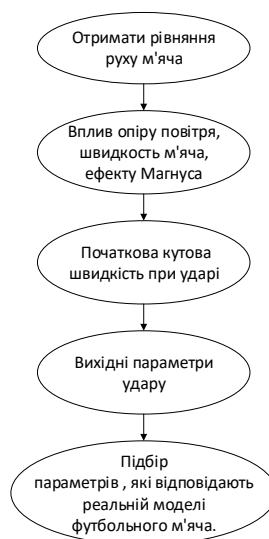 Отримати рівняння
руху м'яча
Вплив опіру повітря,
швидкость м'яча,
ефекту Магнуса
Початкова кутова
швидкість при ударі
Вихідні параметри
удару
Підбір
параметрів , які відповідають
реальній моделі
футбольного м'яча.